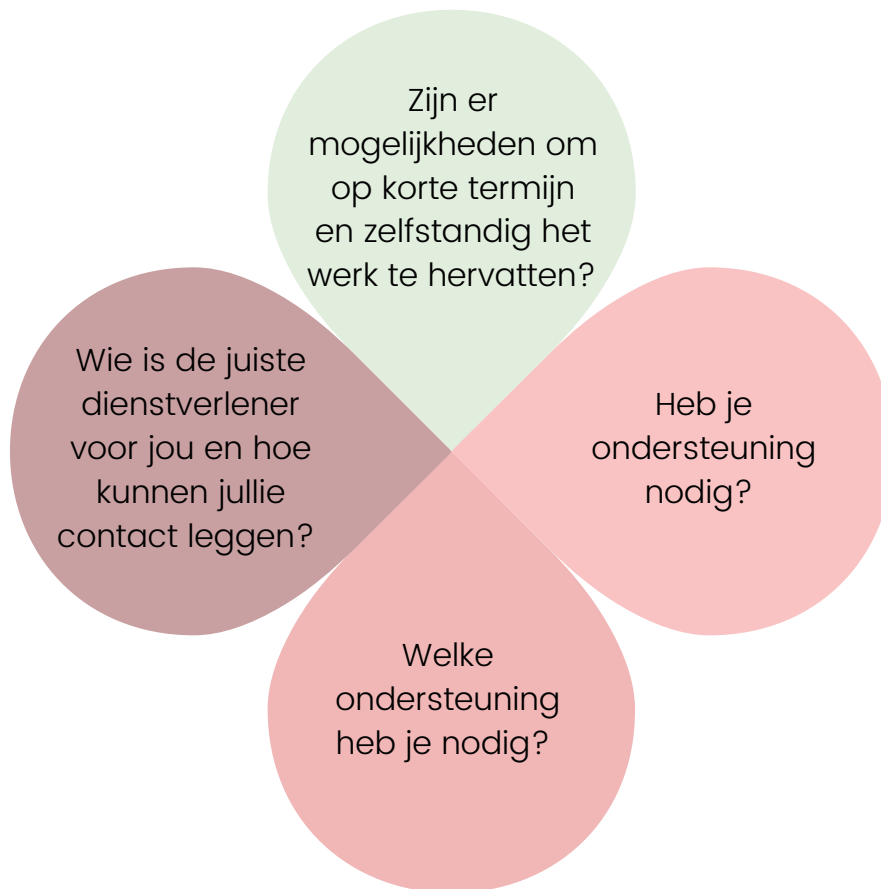 Zijn er
mogelijkheden om
op korte termijn
en zelfstandig het
werk te hervatten?
Heb je
ondersteuning
nodig?
Welke
ondersteuning
heb je nodig?
Wie is de juiste
dienstverlener
voor jou en hoe
kunnen jullie
contact leggen?